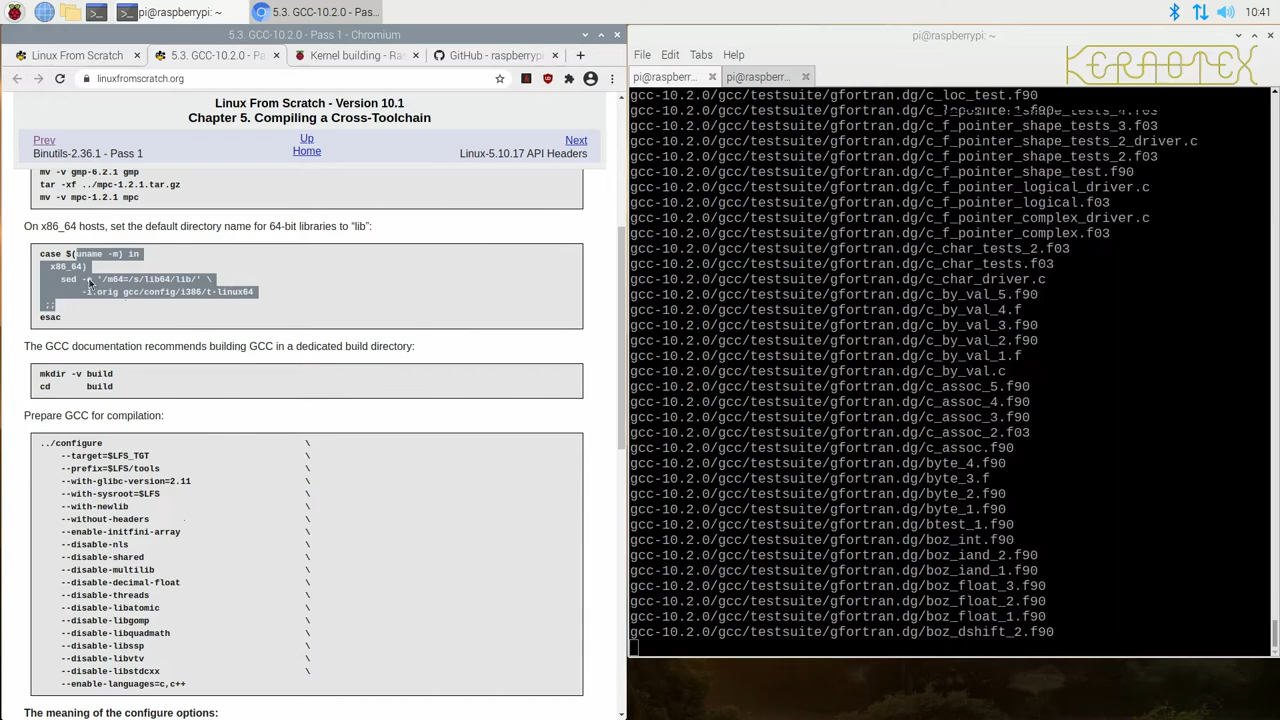 pi@raspberrypi: ~
5.3. GCC-10.2.0 - Pas...
10:41
5.3. GCC-10.2.0 - Pass 1 - Chromium
pi@raspberrypi: ~
Linux From Scratch
5.3. GCC-10.2.0 - Pa
Kernel building - Ras
GitHub - raspberrypi
File Edit Tabs Help
KERAOTEX
linuxfromscratch.org
pi@raspberr...
pi@raspberr...
Linux From Scratch - Version 10.1
Chapter 5. Compiling a Cross-Toolchain
Prev
Up
Next
Binutils-2.36.1 - Pass 1
Home
Linux-5.10.17 API Headers
mv -v gmp-6.2.1 gmp
tar -xf ../mpc-1.2.1.tar.gz
mv -v mpc-1.2.1 mpc
On x86_64 hosts, set the default directory name for 64-bit libraries to “lib”:
case $(uname -m) in
x86_64)
sed -e '/m64=/s/lib64/lib/' \
-i.orig gcc/config/i386/t-linux64
;;
esac
The GCC documentation recommends building GCC in a dedicated build directory:
mkdir -v build
cd build
Prepare GCC for compilation:
../configure \
--target=$LFS_TGT \
--prefix=$LFS/tools \
--with-glibc-version=2.11 \
--with-sysroot=$LFS \
--with-newlib \
--without-headers \
--enable-initfini-array \
--disable-nls \
--disable-shared \
--disable-multilib \
--disable-decimal-float \
--disable-threads \
--disable-libatomic \
--disable-libgomp \
--disable-libquadmath \
--disable-libssp \
--disable-libvtv \
--disable-libstdcxx \
--enable-languages=c,c++
The meaning of the configure options:
gcc-10.2.0/gcc/testsuite/gfortran.dg/c_loc_test.f90
gcc-10.2.0/gcc/testsuite/gfortran.dg/c_
gcc-10.2.0/gcc/testsuite/gfortran.dg/c_f_pointer_shape_tests_3.f03
gcc-10.2.0/gcc/testsuite/gfortran.dg/c_f_pointer_shape_tests_2_driver.c
gcc-10.2.0/gcc/testsuite/gfortran.dg/c_f_pointer_shape_tests_2.f03
gcc-10.2.0/gcc/testsuite/gfortran.dg/c_f_pointer_shape_test.f90
gcc-10.2.0/gcc/testsuite/gfortran.dg/c_f_pointer_logical_driver.c
gcc-10.2.0/gcc/testsuite/gfortran.dg/c_f_pointer_logical.f03
gcc-10.2.0/gcc/testsuite/gfortran.dg/c_f_pointer_complex_driver.c
gcc-10.2.0/gcc/testsuite/gfortran.dg/c_f_pointer_complex.f03
gcc-10.2.0/gcc/testsuite/gfortran.dg/c_char_tests_2.f03
gcc-10.2.0/gcc/testsuite/gfortran.dg/c_char_tests.f03
gcc-10.2.0/gcc/testsuite/gfortran.dg/c_char_driver.c
gcc-10.2.0/gcc/testsuite/gfortran.dg/c_by_val_5.f90
gcc-10.2.0/gcc/testsuite/gfortran.dg/c_by_val_4.f
gcc-10.2.0/gcc/testsuite/gfortran.dg/c_by_val_3.f90
gcc-10.2.0/gcc/testsuite/gfortran.dg/c_by_val_2.f90
gcc-10.2.0/gcc/testsuite/gfortran.dg/c_by_val_1.f
gcc-10.2.0/gcc/testsuite/gfortran.dg/c_by_val.c
gcc-10.2.0/gcc/testsuite/gfortran.dg/c_assoc_5.f90
gcc-10.2.0/gcc/testsuite/gfortran.dg/c_assoc_4.f90
gcc-10.2.0/gcc/testsuite/gfortran.dg/c_assoc_3.f90
gcc-10.2.0/gcc/testsuite/gfortran.dg/c_assoc_2.f03
gcc-10.2.0/gcc/testsuite/gfortran.dg/c_assoc.f90
gcc-10.2.0/gcc/testsuite/gfortran.dg/byte_4.f90
gcc-10.2.0/gcc/testsuite/gfortran.dg/byte_3.f
gcc-10.2.0/gcc/testsuite/gfortran.dg/byte_2.f90
gcc-10.2.0/gcc/testsuite/gfortran.dg/byte_1.f90
gcc-10.2.0/gcc/testsuite/gfortran.dg/btest_1.f90
gcc-10.2.0/gcc/testsuite/gfortran.dg/boz_int.f90
gcc-10.2.0/gcc/testsuite/gfortran.dg/boz_iand_2.f90
gcc-10.2.0/gcc/testsuite/gfortran.dg/boz_iand_1.f90
gcc-10.2.0/gcc/testsuite/gfortran.dg/boz_float_3.f90
gcc-10.2.0/gcc/testsuite/gfortran.dg/boz_float_2.f90
gcc-10.2.0/gcc/testsuite/gfortran.dg/boz_float_1.f90
gcc-10.2.0/gcc/testsuite/gfortran.dg/boz_dshift_2.f90